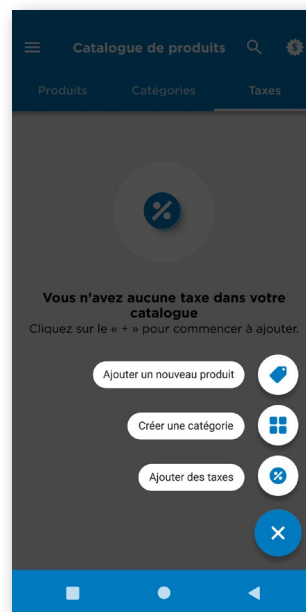 Catalogue de produits
Produits Catégories Taxes
Vous n'avez aucune taxe dans votre
catalogue
Cliquez sur le « + » pour commencer à ajouter.
Ajouter un nouveau produit
Créer une catégorie
Ajouter des taxes